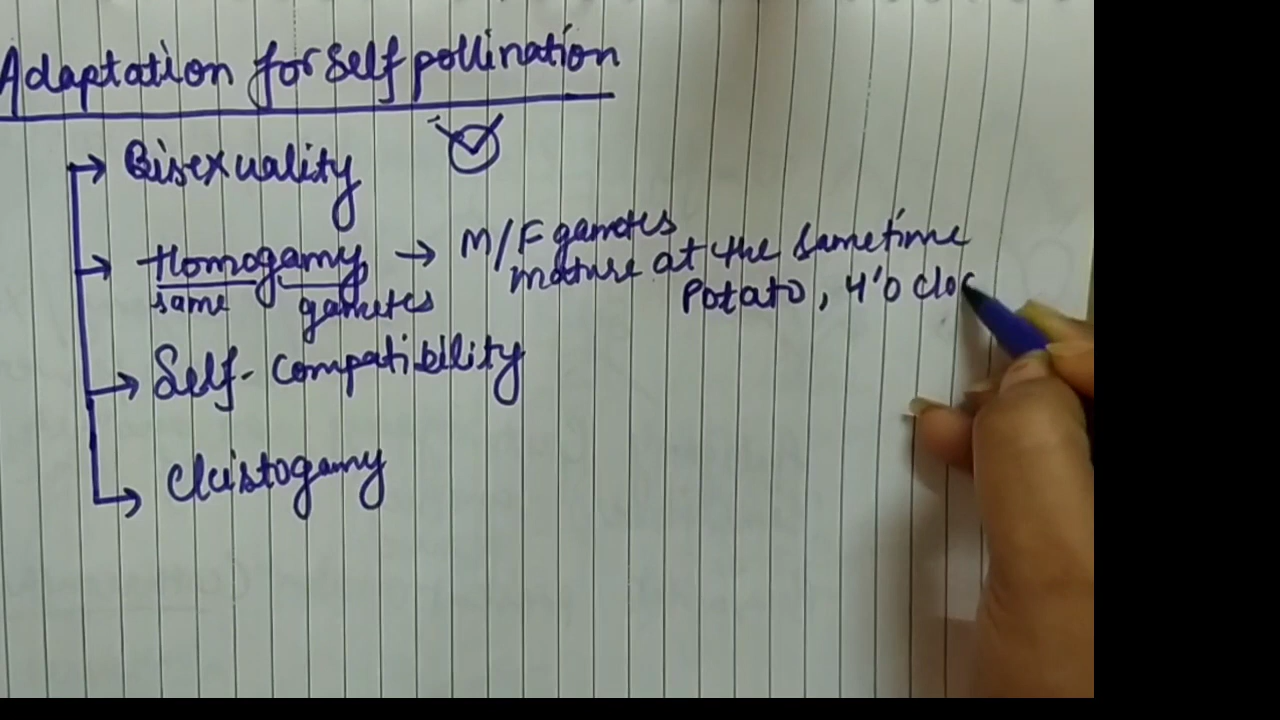 Adaptation for self pollination
Bisexuality
Homogamy → M/F gametes
mature at the same time
same gametes
Potato, 4'o cloc
Self-compatibility
Cleistogamy